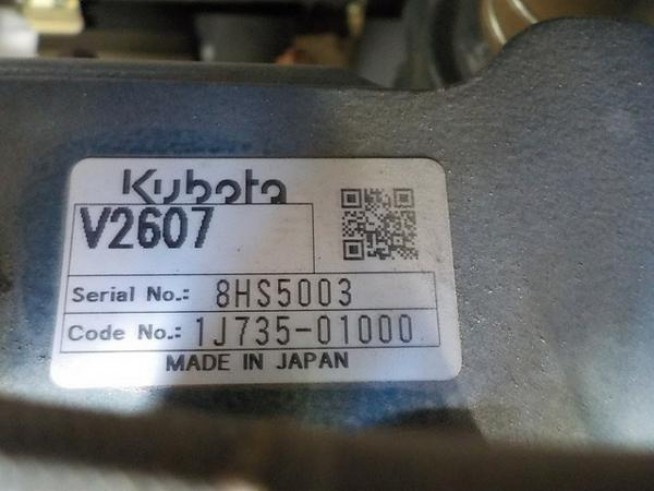 Kubota
V2607
Serial No.: 8HS5003
Code No.: 1J735-01000
MADE IN JAPAN